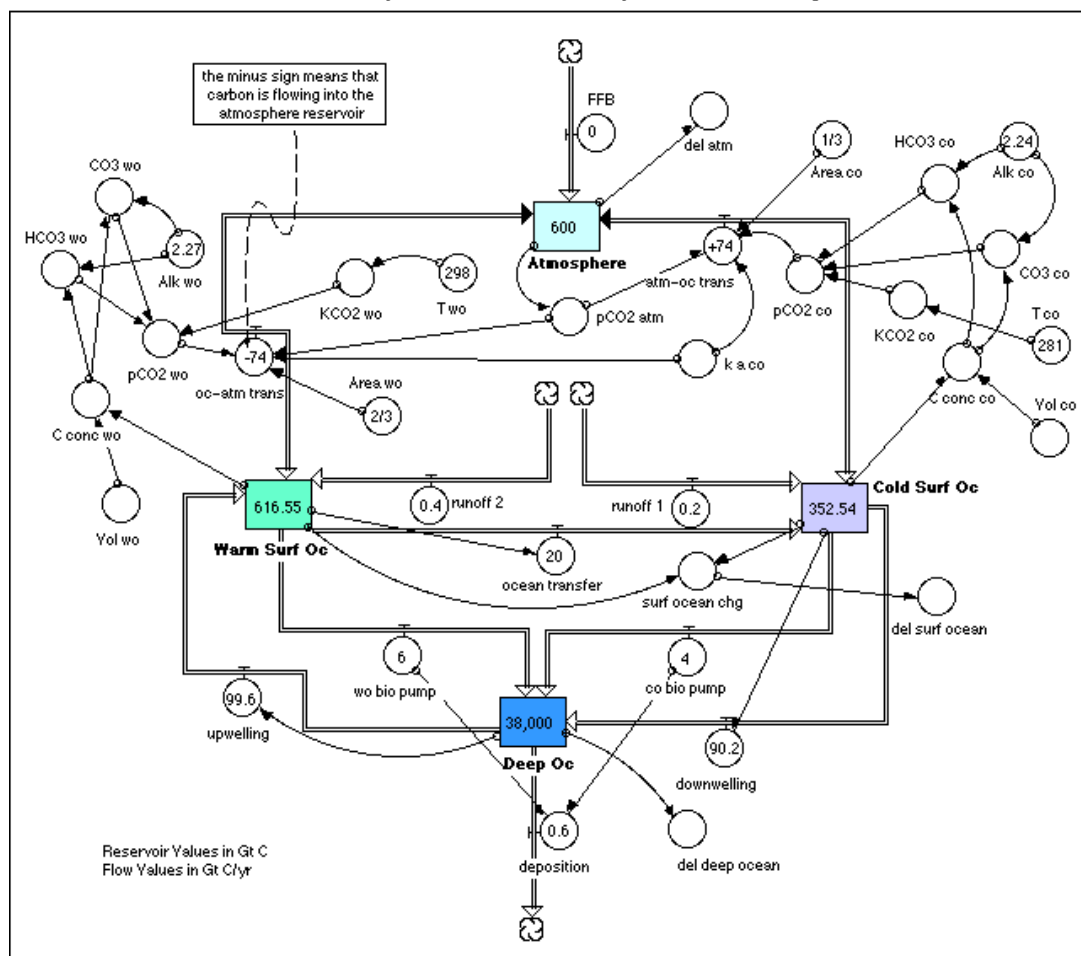 the minus sign means that
carbon is flowing into the
atmosphere reservoir
FFB
0
del atm
1/3
Area co
HCO3 co
2.24
Alk co
CO3 wo
HCO3 wo
2.27
Alk wo
600
Atmosphere
+74
atm-oc trans
CO3 co
298
T wo
KCO2 wo
pCO2 atm
pCO2 co
KCO2 co
T co
281
pCO2 wo
-74
oc-atm trans
Area wo
2/3
k a co
C conc co
Vol co
C conc wo
Vol wo
616.55
Warm Surf Oc
0.4
runoff 2
runoff 1
0.2
352.54
Cold Surf Oc
20
ocean transfer
surf ocean chg
del surf ocean
6
wo bio pump
4
co bio pump
99.6
upwelling
38,000
Deep Oc
90.2
downwelling
0.6
deposition
del deep ocean
Reservoir Values in Gt C
Flow Values in Gt C/yr